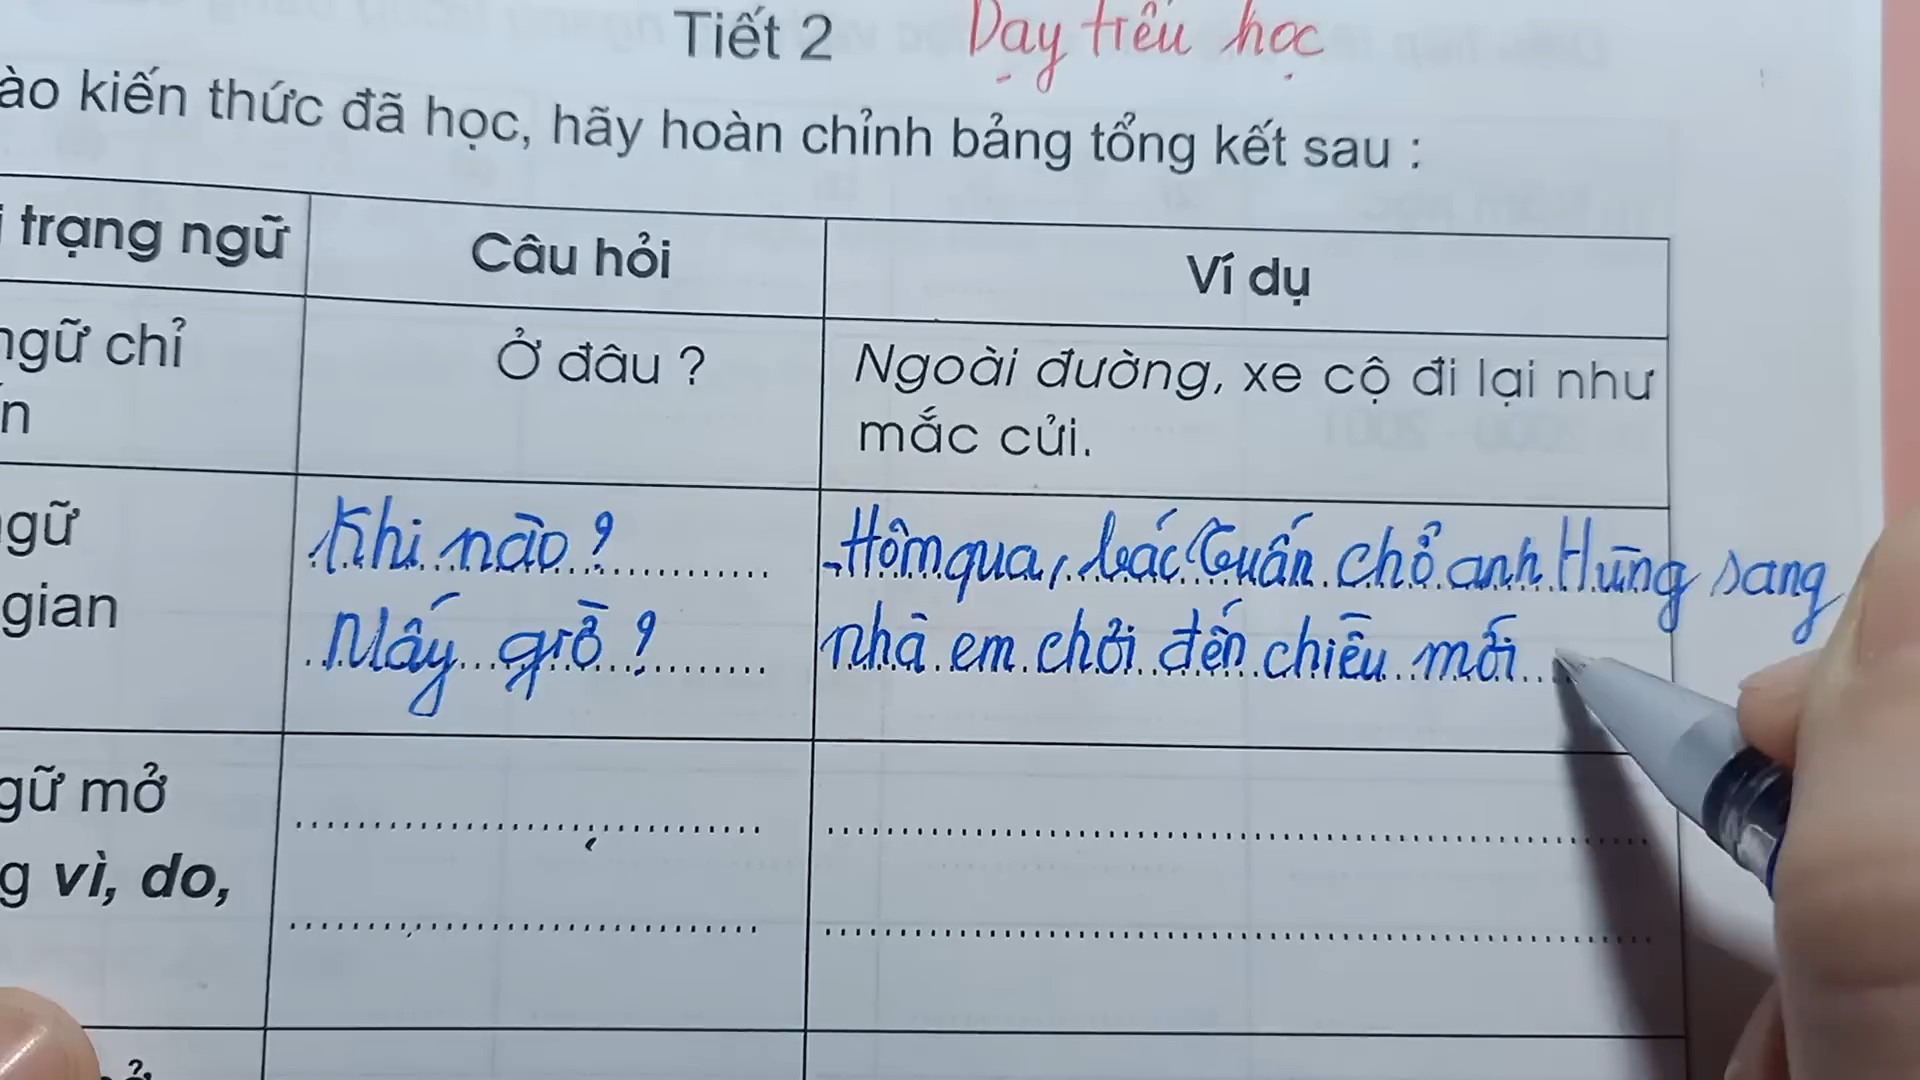 Tiết 2 Dạy tiểu học
ào kiến thức đã học, hãy hoàn chỉnh bảng tổng kết sau :
trạng ngữ Câu hỏi Ví dụ
ngữ chỉ Ở đâu ? Ngoài đường, xe cộ đi lại như
n mắc cửi.
gữ Khi nào? Hôm qua, bác Tuấn chở anh Hùng sang
gian Mấy giờ? nhà em chơi đến chiều mới
gữ mở
g vì, do,